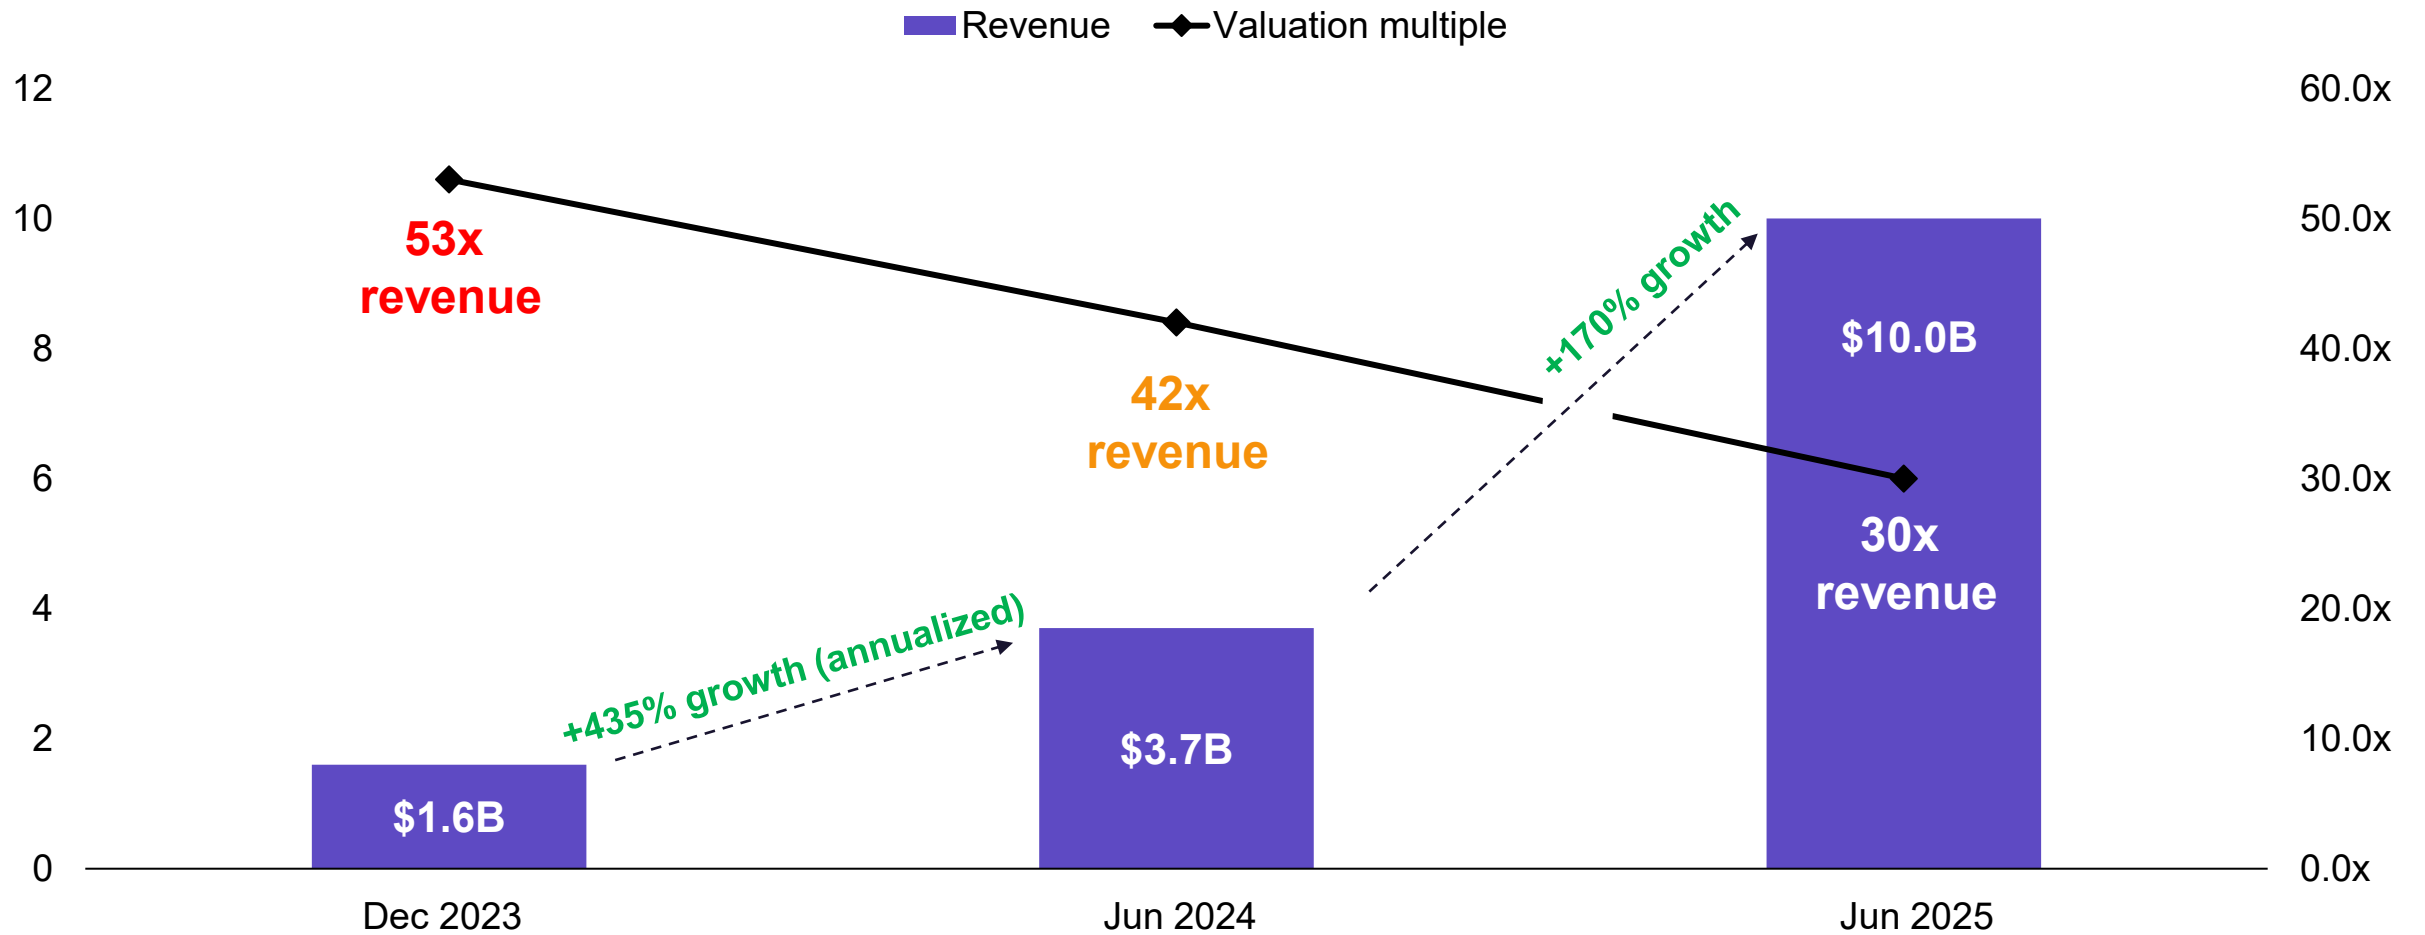 Revenue
Valuation multiple
12
10
8
6
4
2
0
60.0x
50.0x
40.0x
30.0x
20.0x
10.0x
0.0x
53x
revenue
42x
revenue
30x
revenue
+435% growth (annualized)
+170% growth
$1.6B
$3.7B
$10.0B
Dec 2023
Jun 2024
Jun 2025